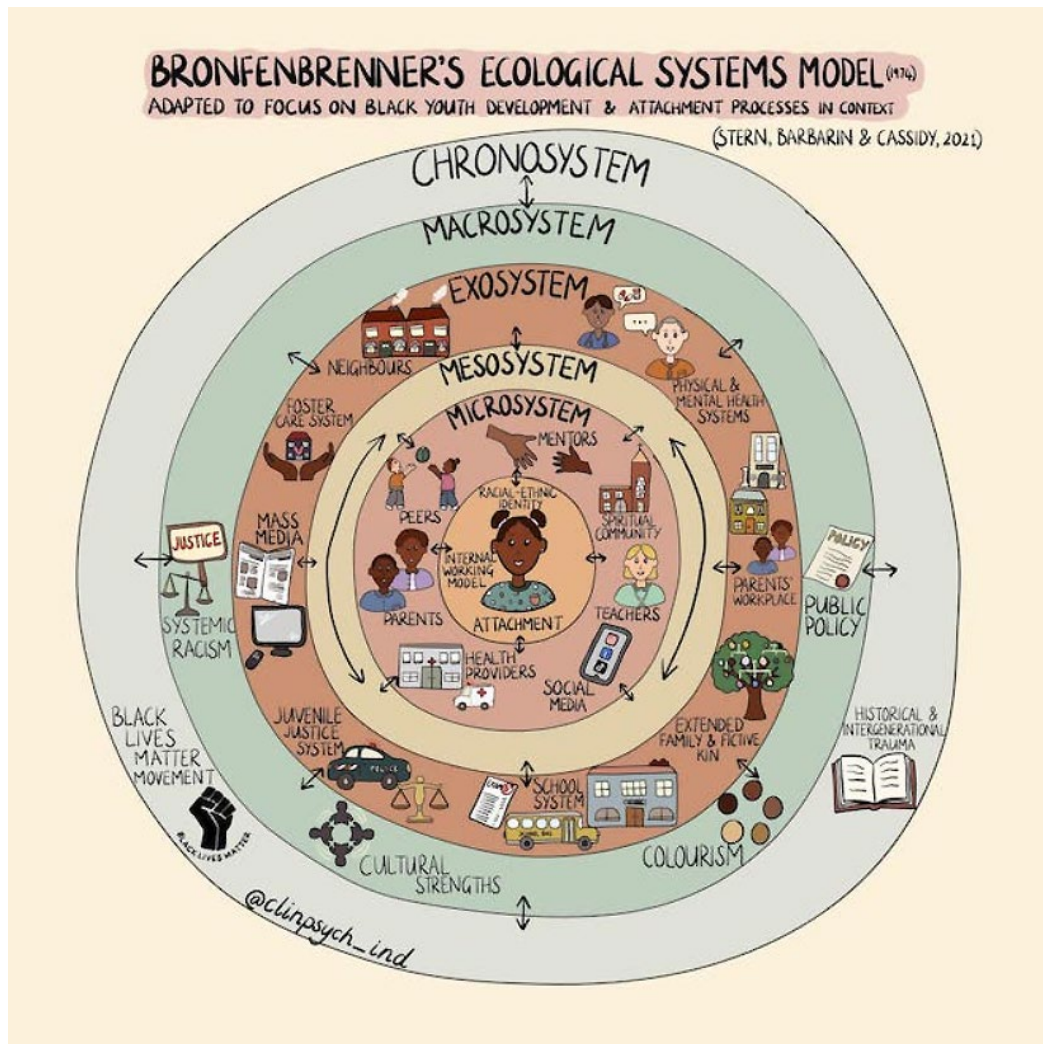 BRONFENBRENNER'S ECOLOGICAL SYSTEMS MODEL (1974)
ADAPTED TO FOCUS ON BLACK YOUTH DEVELOPMENT & ATTACHMENT PROCESSES IN CONTEXT
(STERN, BARBARIN & CASSIDY, 2021)
CHRONOSYSTEM
MACROSYSTEM
EXOSYSTEM
NEIGHBOURS
MESOSYSTEM
PHYSICAL &
MENTAL HEALTH
SYSTEMS
FOSTER
CARE SYSTEM
MICROSYSTEM
MENTORS
RACIAL-ETHNIC
IDENTITY
PEERS
SPIRITUAL
COMMUNITY
MASS
MEDIA
JUSTICE
SYSTEMIC
RACISM
INTERNAL
WORKING
MODEL
PARENTS
ATTACHMENT
TEACHERS
PARENTS'
WORKPLACE
POLICY
PUBLIC
POLICY
HEALTH
PROVIDERS
SOCIAL
MEDIA
JUVENILE
JUSTICE
SYSTEM
POLICE
EXTENDED
FAMILY & FICTIVE
KIN
BLACK
LIVES
MATTER
MOVEMENT
BLACK LIVES MATTER
HISTORICAL &
INTERGENERATIONAL
TRAUMA
SCHOOL
SYSTEM
SCHOOL BUS
CULTURAL
STRENGTHS
COLOURISM
@clinpsych_ind